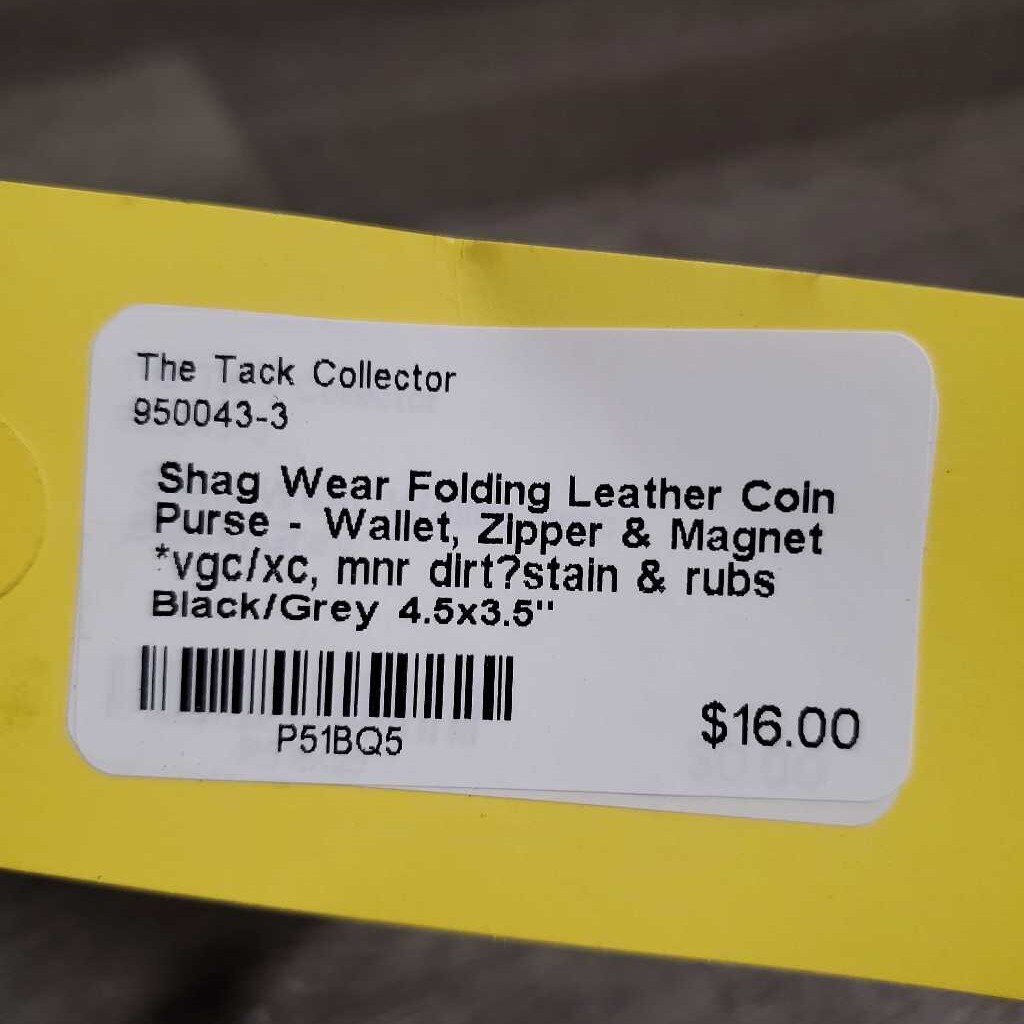 The Tack Collector
950043-3
Shag Wear Folding Leather Coin
Purse - Wallet, Zipper & Magnet
*vgc/xc, mnr dirt?stain & rubs
Black/Grey 4.5x3.5"
P51BQ5
$16.00